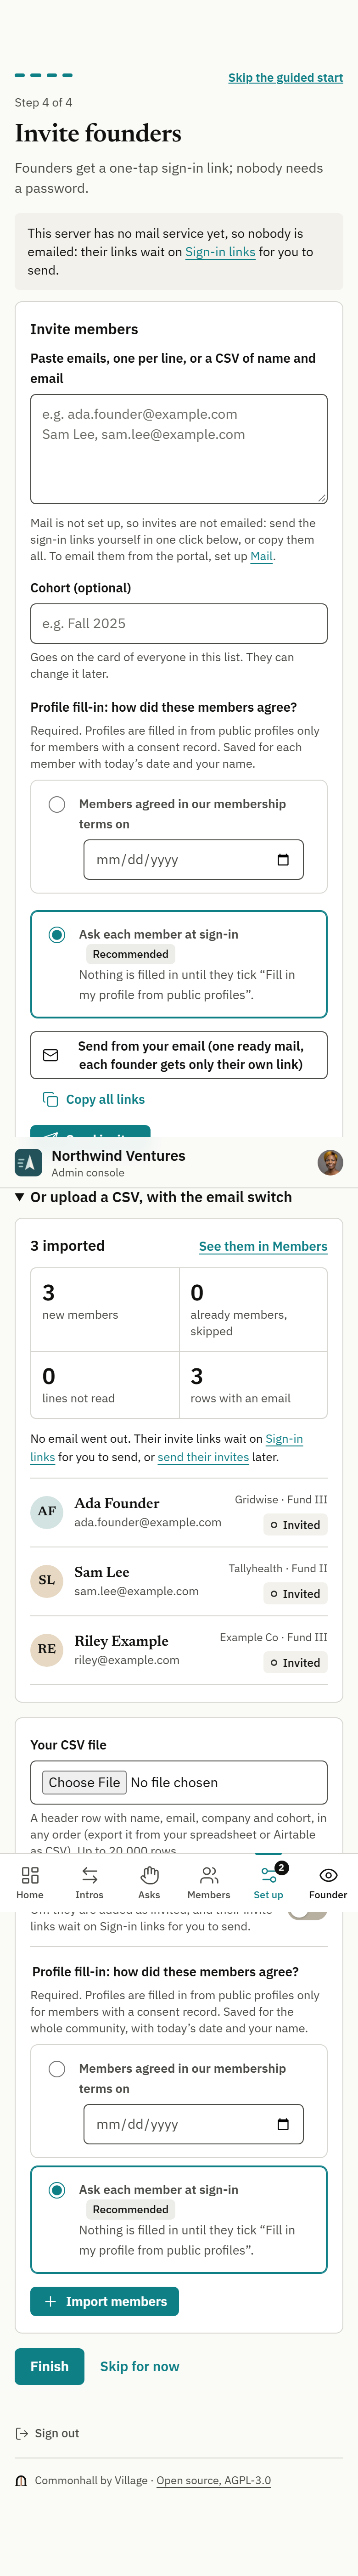 Skip the guided start
Step 4 of 4
Invite founders
Founders get a one-tap sign-in link; nobody needs
a password.
This server has no mail service yet, so nobody is
emailed: their links wait on Sign-in links for you to
send.
Invite members
Paste emails, one per line, or a CSV of name and
email
e.g. ada.founder@example.com
Sam Lee, sam.lee@example.com
Mail is not set up, so invites are not emailed: send the
sign-in links yourself in one click below, or copy them
all. To email them from the portal, set up Mail.
Cohort (optional)
e.g. Fall 2025
Goes on the card of everyone in this list. They can
change it later.
Profile fill-in: how did these members agree?
Required. Profiles are filled in from public profiles only
for members with a consent record. Saved for each
member with today's date and your name.
Members agreed in our membership
terms on
mm/dd/yyyy
Ask each member at sign-in
Recommended
Nothing is filled in until they tick “Fill in
my profile from public profiles”.
Send from your email (one ready mail,
each founder gets only their own link)
Copy all links
Northwind Ventures
Admin console
Or upload a CSV, with the email switch
3 imported
See them in Members
3
new members
0
already members,
skipped
0
lines not read
3
rows with an email
No email went out. Their invite links wait on Sign-in
links for you to send, or send their invites later.
AF
Ada Founder
ada.founder@example.com
Gridwise · Fund III
Invited
SL
Sam Lee
sam.lee@example.com
Tallyhealth · Fund II
Invited
RE
Riley Example
riley@example.com
Example Co · Fund III
Invited
Your CSV file
Choose File No file chosen
A header row with name, email, company and cohort, in
any order (export it from your spreadsheet or Airtable
as CSV). Up to 20,000 rows.
Home
Intros
Asks
Members
2
Set up
Founder
links wait on Sign-in links for you to send.
Profile fill-in: how did these members agree?
Required. Profiles are filled in from public profiles only
for members with a consent record. Saved for the
whole community, with today's date and your name.
Members agreed in our membership
terms on
mm/dd/yyyy
Ask each member at sign-in
Recommended
Nothing is filled in until they tick “Fill in
my profile from public profiles”.
Import members
Finish
Skip for now
Sign out
Commonhall by Village · Open source, AGPL-3.0